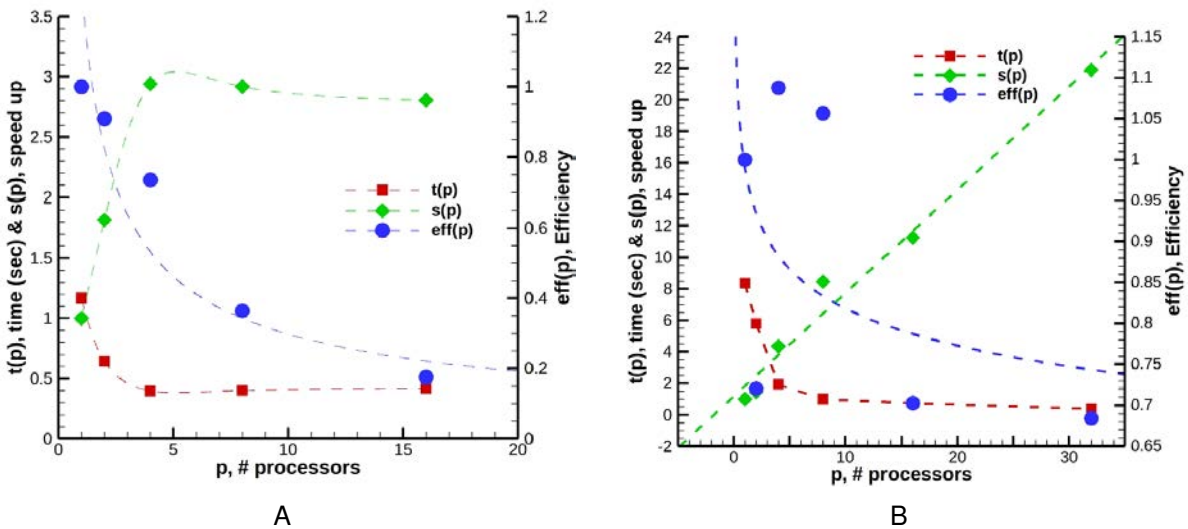 3.5
3
2.5
2
1.5
1
0.5
0
t(p), time (sec) & s(p), speed up
1.2
1
0.8
0.6
0.4
0.2
0
eff(p), Efficiency
t(p)
s(p)
eff(p)
0 5 10 15 20
p, # processors
A
24
22
20
18
16
14
12
10
8
6
4
2
0
-2
t(p), time (sec) & s(p), speed up
1.15
1.1
1.05
1
0.95
0.9
0.85
0.8
0.75
0.7
0.65
eff(p), Efficiency
t(p)
s(p)
eff(p)
0 10 20 30
p, # processors
B